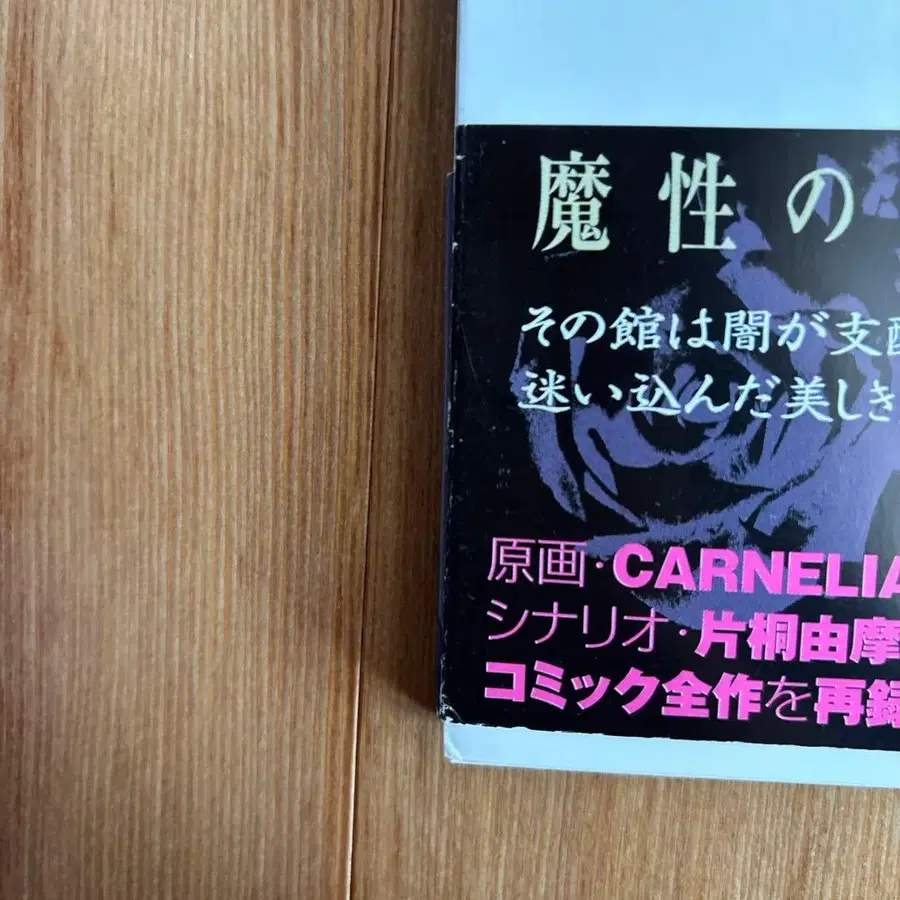 魔性の
その館は闇が支配
迷い込んだ美しき
原画・CARNELIA
シナリオ・片桐由摩
コミック全作を再録